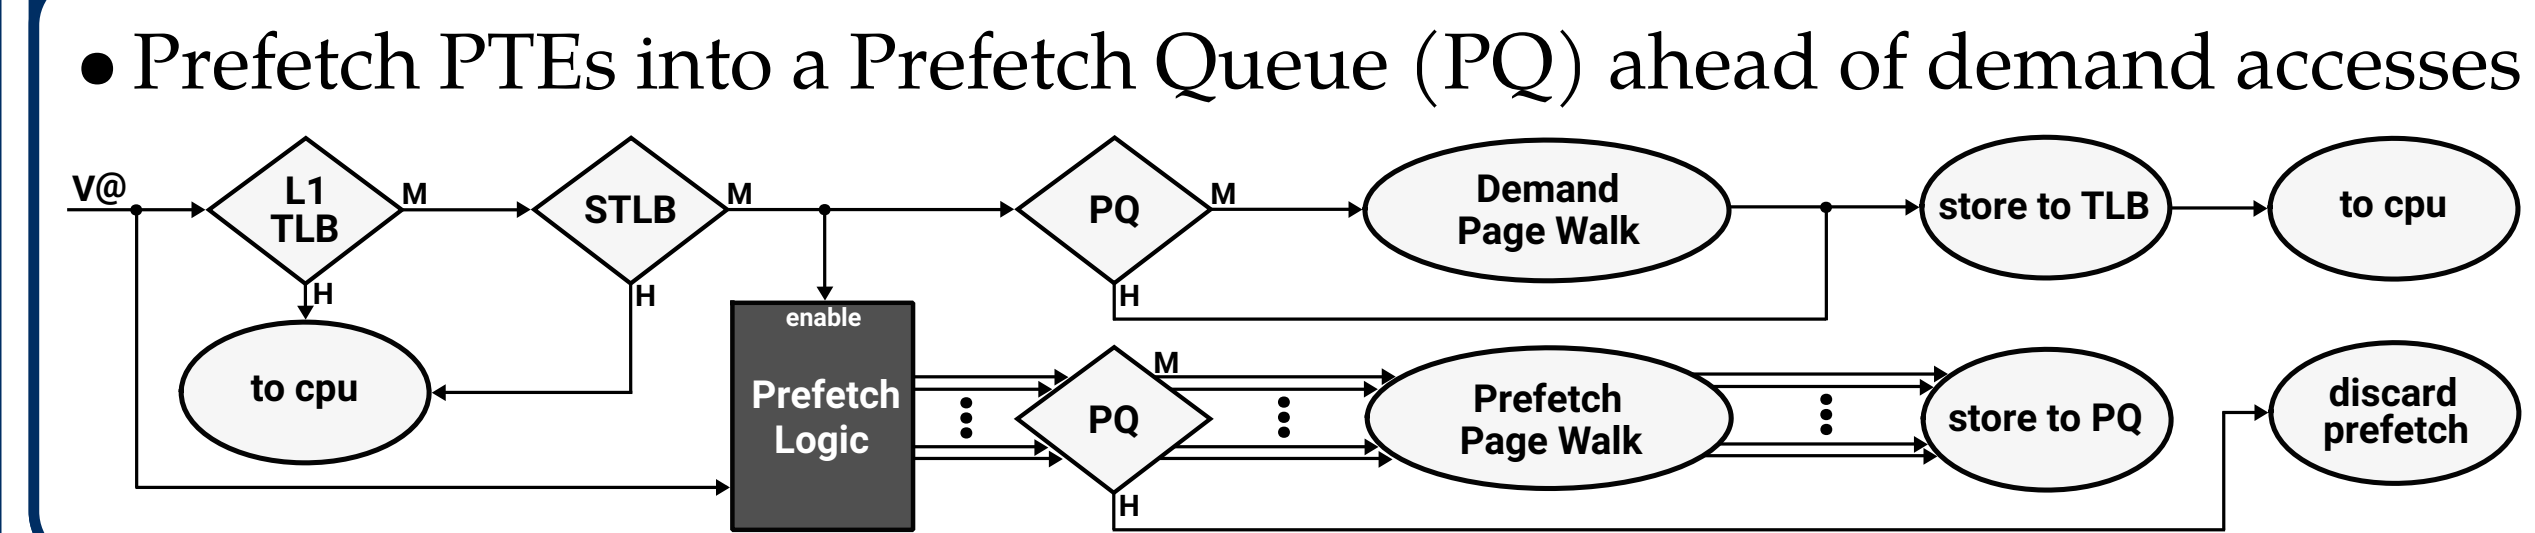 • Prefetch PTEs into a Prefetch Queue (PQ) ahead of demand accesses
V@
L1
TLB
M
H
STLB
M
H
PQ
M
H
Demand
Page Walk
store to TLB
to cpu
to cpu
enable
Prefetch
Logic
PQ
M
H
Prefetch
Page Walk
store to PQ
discard
prefetch